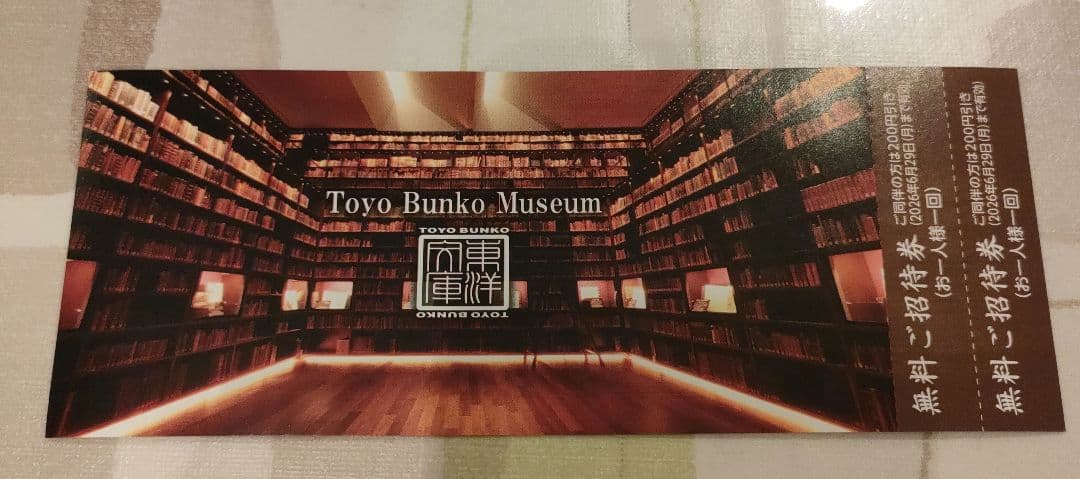 Toyo Bunko Museum
TOYO BUNKO
東洋
文庫
TOYO BUNKO
無料 ご招待券
(お一人様一回)
ご同伴の方は200円引き
(2026年6月29日(月)まで有効)
無料 ご招待券
(お一人様一回)
ご同伴の方は200円引き
(2026年6月29日(月)まで有効)